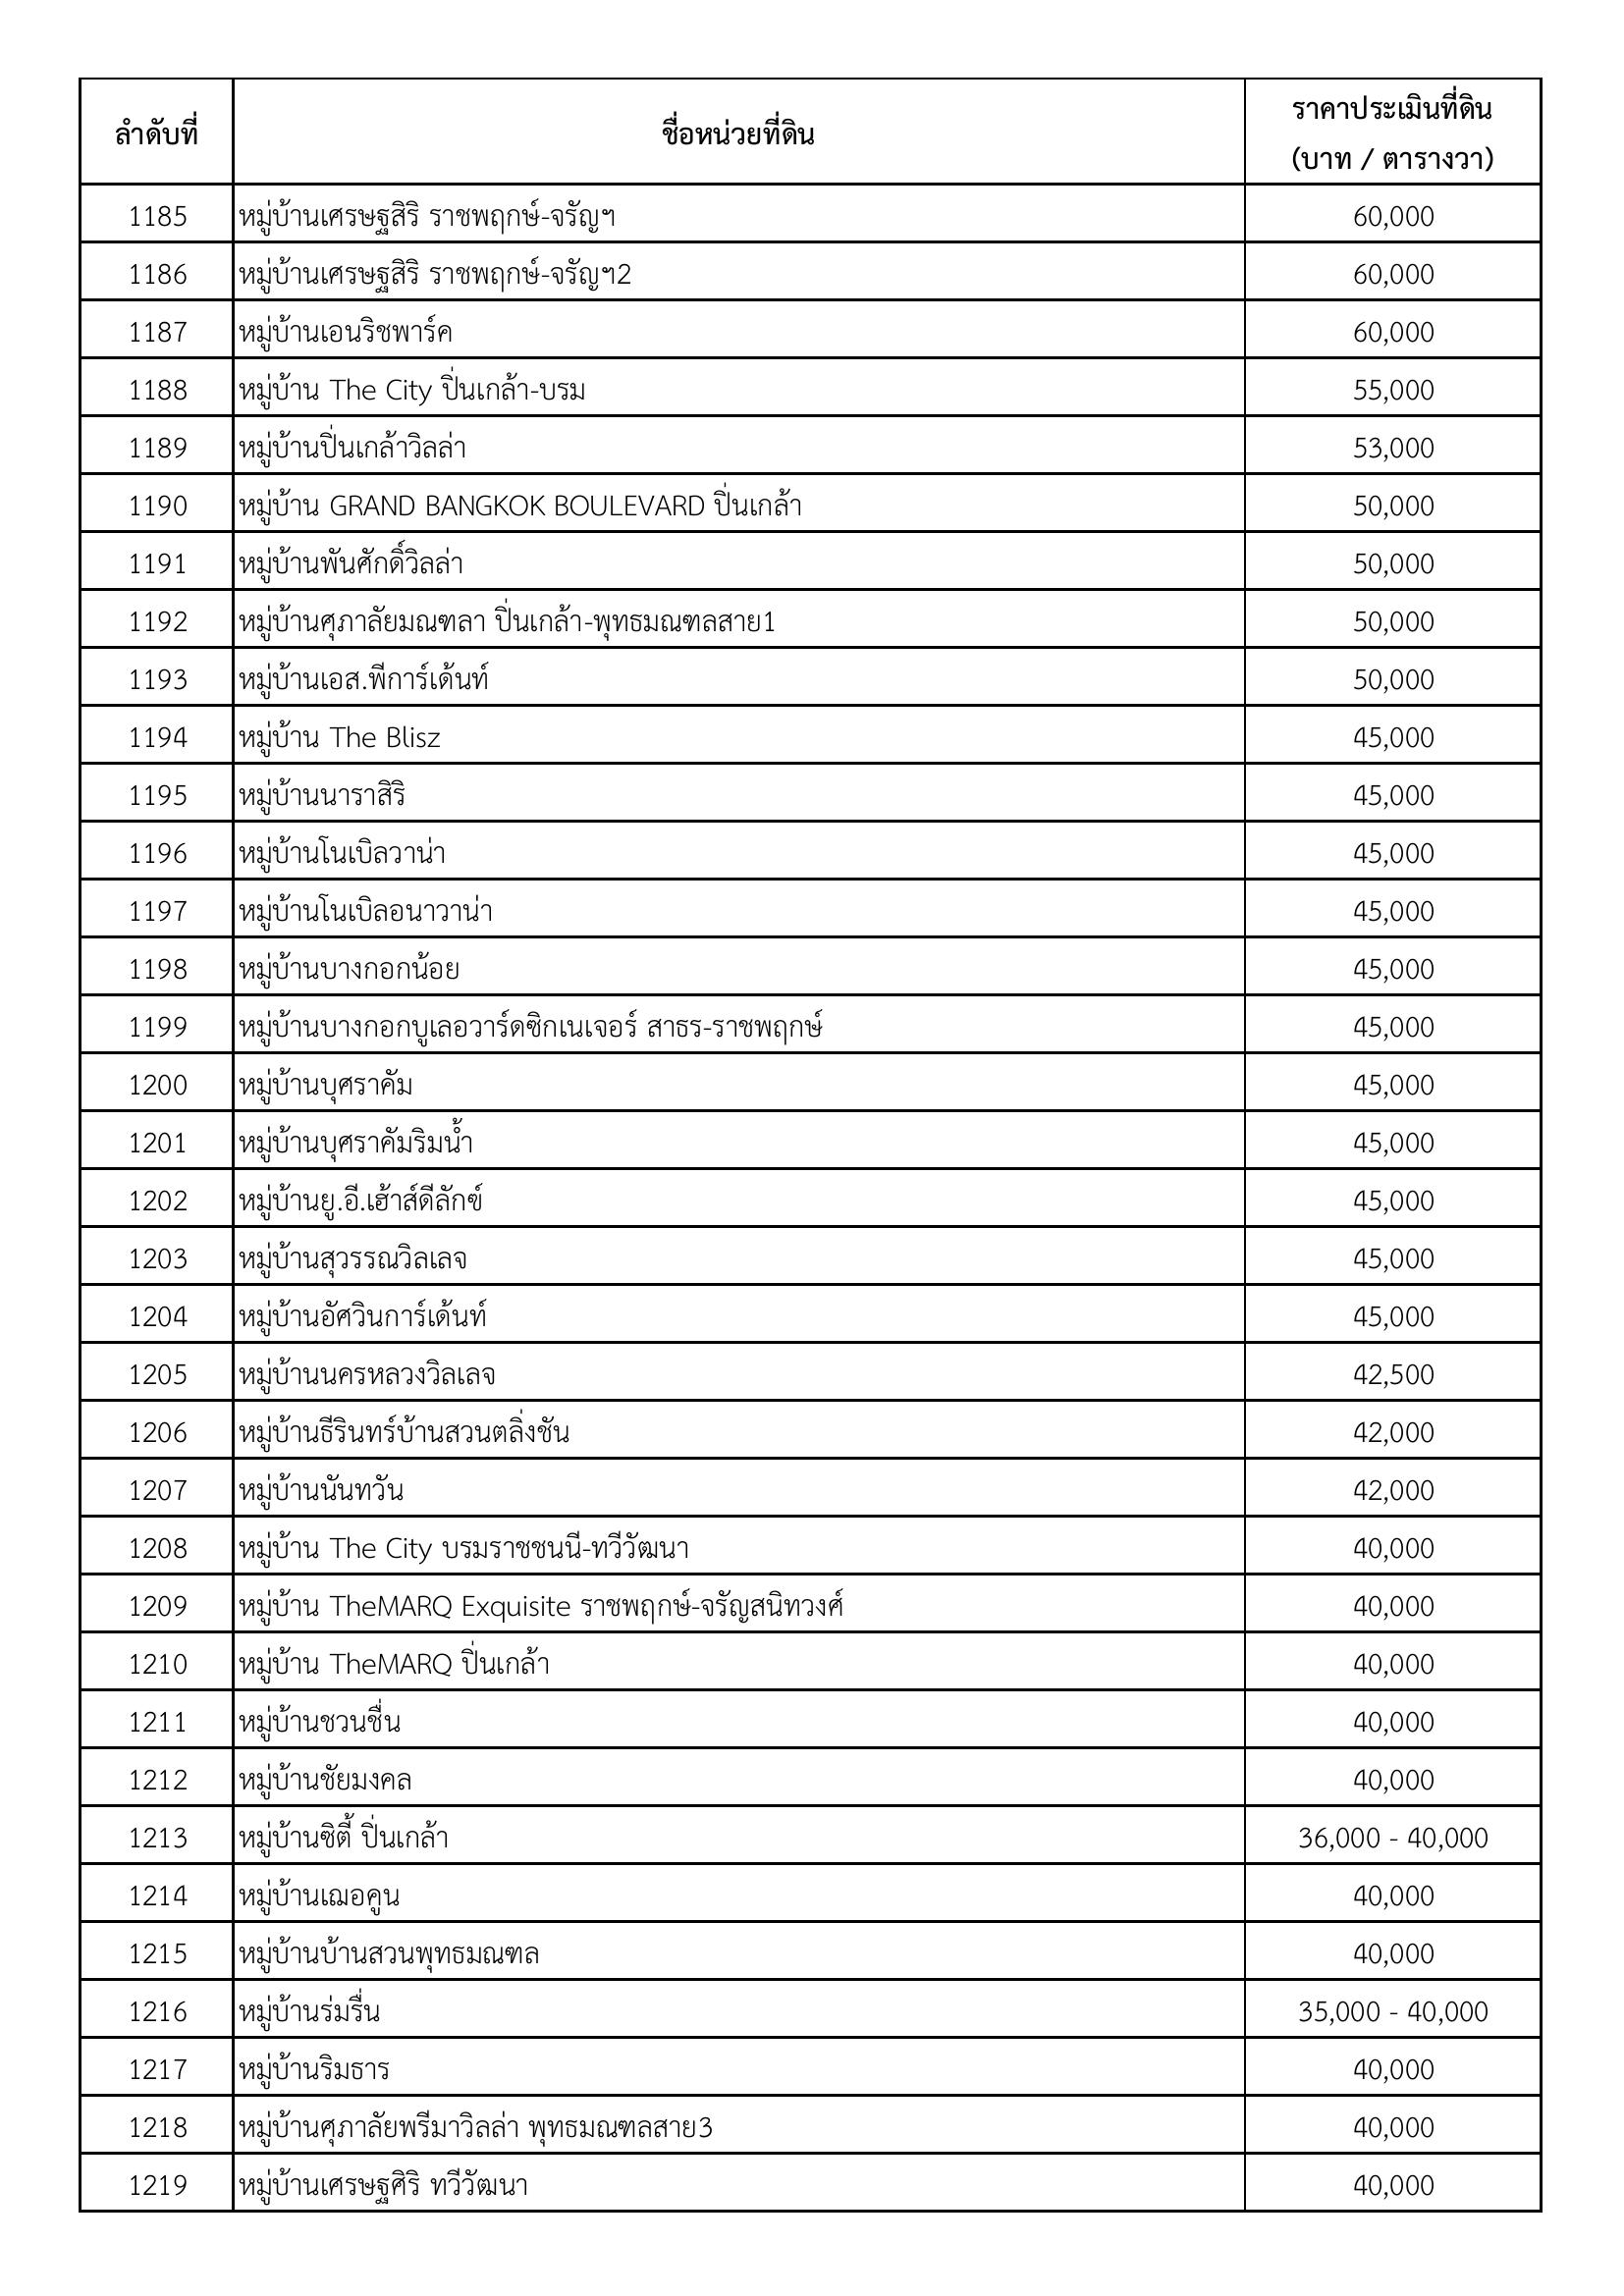 ลำดับที่ ชื่อหน่วยที่ดิน ราคาประเมินที่ดิน
(บาท / ตารางวา)
1185 หมู่บ้านเศรษฐสิริ ราชพฤกษ์-จรัญฯ 60,000
1186 หมู่บ้านเศรษฐสิริ ราชพฤกษ์-จรัญฯ2 60,000
1187 หมู่บ้านเอนริชพาร์ค 60,000
1188 หมู่บ้าน The City ปิ่นเกล้า-บรม 55,000
1189 หมู่บ้านปิ่นเกล้าวิลล่า 53,000
1190 หมู่บ้าน GRAND BANGKOK BOULEVARD ปิ่นเกล้า 50,000
1191 หมู่บ้านพันศักดิ์วิลล่า 50,000
1192 หมู่บ้านศุภาลัยมณฑลา ปิ่นเกล้า-พุทธมณฑลสาย1 50,000
1193 หมู่บ้านเอส.พีการ์เด้นท์ 50,000
1194 หมู่บ้าน The Blisz 45,000
1195 หมู่บ้านนาราสิริ 45,000
1196 หมู่บ้านโนเบิลวาน่า 45,000
1197 หมู่บ้านโนเบิลอนาวาน่า 45,000
1198 หมู่บ้านบางกอกน้อย 45,000
1199 หมู่บ้านบางกอกบูเลอวาร์ดซิกเนเจอร์ สาธร-ราชพฤกษ์ 45,000
1200 หมู่บ้านบุศราคัม 45,000
1201 หมู่บ้านบุศราคัมริมน้ำ 45,000
1202 หมู่บ้านยู.อี.เฮ้าส์ดีลักซ์ 45,000
1203 หมู่บ้านสุวรรณวิลเลจ 45,000
1204 หมู่บ้านอัศวินการ์เด้นท์ 45,000
1205 หมู่บ้านนครหลวงวิลเลจ 42,500
1206 หมู่บ้านธีรินทร์บ้านสวนตลิ่งชัน 42,000
1207 หมู่บ้านนันทวัน 42,000
1208 หมู่บ้าน The City บรมราชชนนี-ทวีวัฒนา 40,000
1209 หมู่บ้าน TheMARQ Exquisite ราชพฤกษ์-จรัญสนิทวงศ์ 40,000
1210 หมู่บ้าน TheMARQ ปิ่นเกล้า 40,000
1211 หมู่บ้านชวนชื่น 40,000
1212 หมู่บ้านชัยมงคล 40,000
1213 หมู่บ้านซิตี้ ปิ่นเกล้า 36,000 - 40,000
1214 หมู่บ้านเฌอคูน 40,000
1215 หมู่บ้านบ้านสวนพุทธมณฑล 40,000
1216 หมู่บ้านร่มรื่น 35,000 - 40,000
1217 หมู่บ้านริมธาร 40,000
1218 หมู่บ้านศุภาลัยพรีมาวิลล่า พุทธมณฑลสาย3 40,000
1219 หมู่บ้านเศรษฐศิริ ทวีวัฒนา 40,000